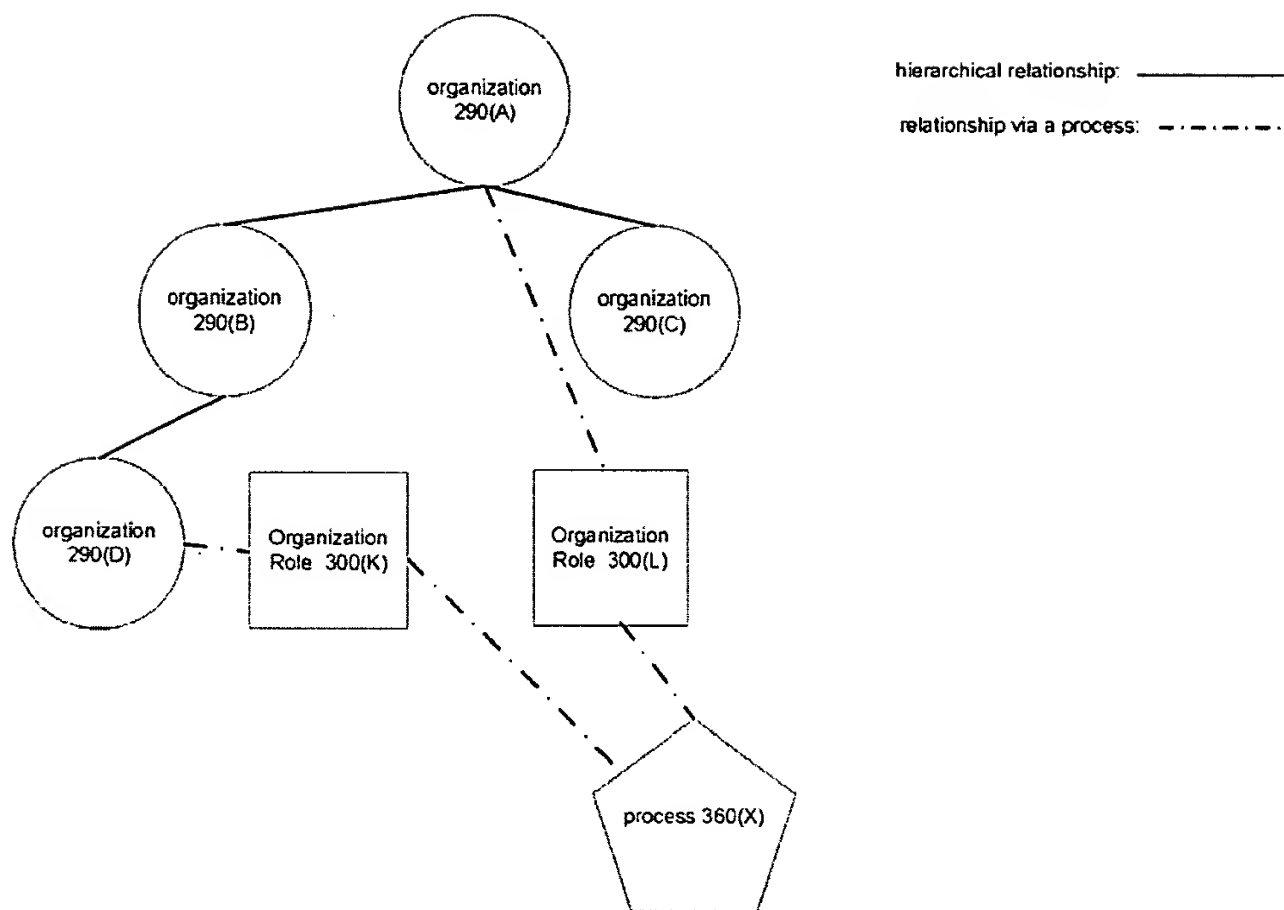 organization
290(A)
hierarchical relationship:
relationship via a process:
organization
290(B)
organization
290(C)
organization
290(D)
Organization
Role 300(K)
Organization
Role 300(L)
process 360(X)